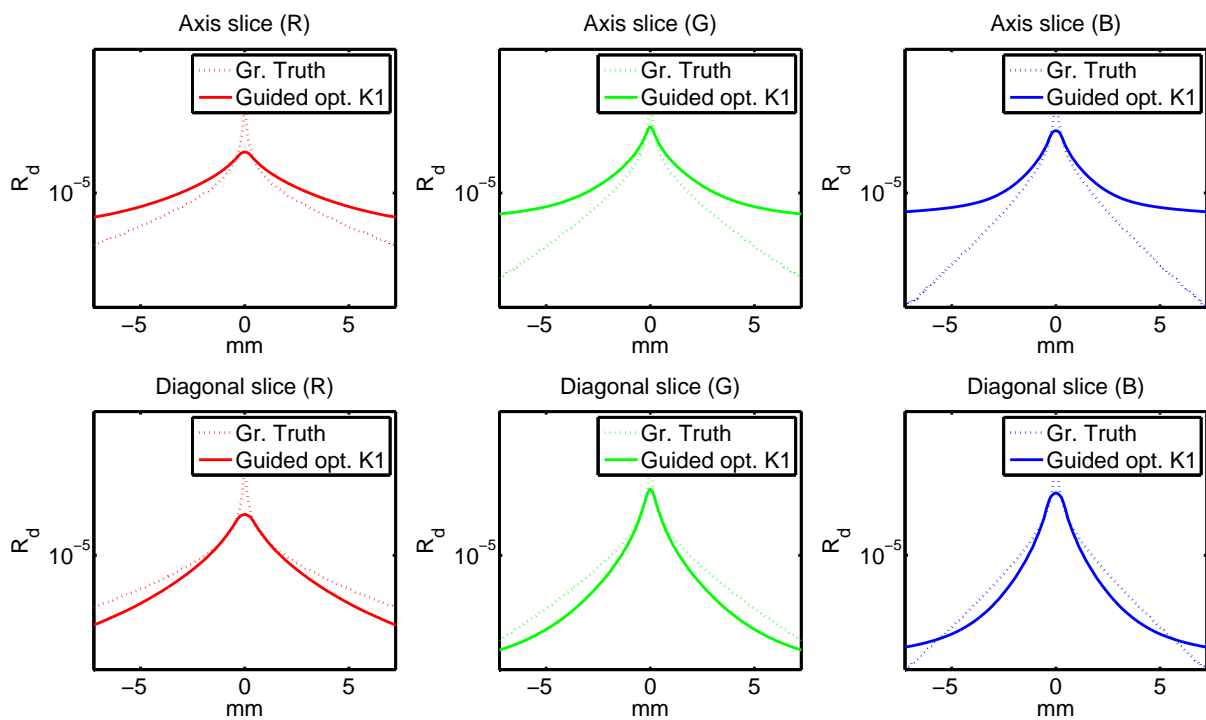 Axis slice (R)
Gr. Truth
Guided opt. K1
R_d
10^−5
−5 0 5
mm
Axis slice (G)
Gr. Truth
Guided opt. K1
R_d
10^−5
−5 0 5
mm
Axis slice (B)
Gr. Truth
Guided opt. K1
R_d
10^−5
−5 0 5
mm
Diagonal slice (R)
Gr. Truth
Guided opt. K1
R_d
10^−5
−5 0 5
mm
Diagonal slice (G)
Gr. Truth
Guided opt. K1
R_d
10^−5
−5 0 5
mm
Diagonal slice (B)
Gr. Truth
Guided opt. K1
R_d
10^−5
−5 0 5
mm